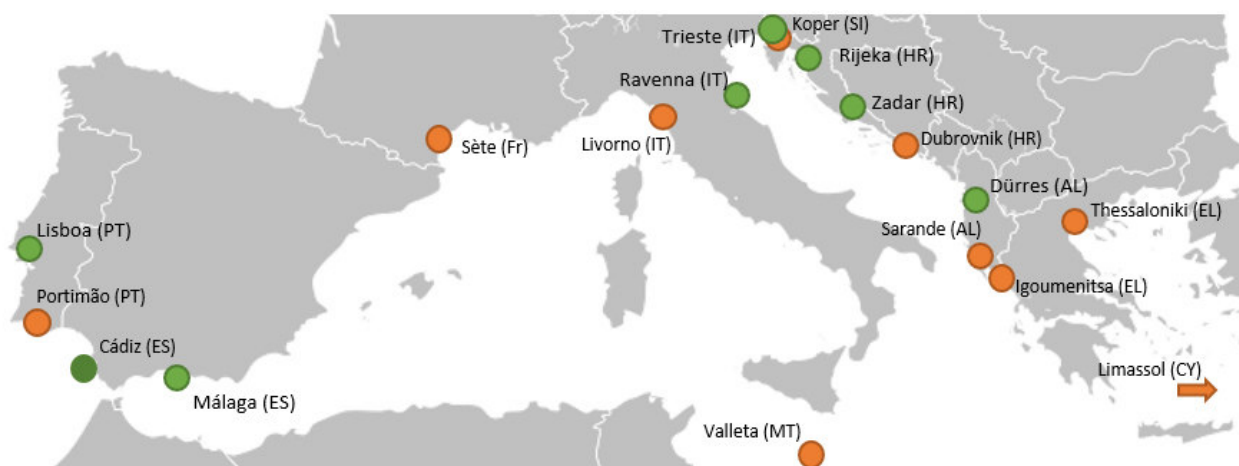 Koper (SI)
Trieste (IT)
Rijeka (HR)
Ravenna (IT)
Zadar (HR)
Dubrovnik (HR)
Sète (Fr)
Livorno (IT)
Dürres (AL)
Thessaloniki (EL)
Lisboa (PT)
Sarande (AL)
Igoumenitsa (EL)
Portimão (PT)
Cádiz (ES)
Limassol (CY)
Málaga (ES)
Valleta (MT)